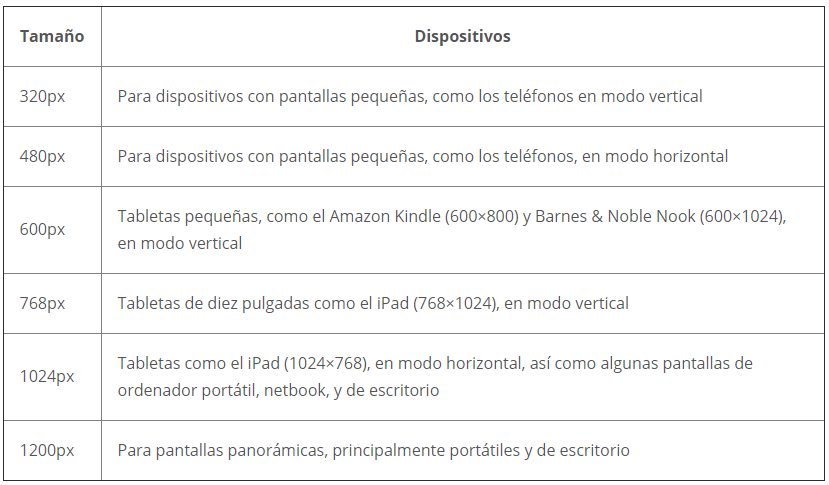 Tamaño Dispositivos
320px Para dispositivos con pantallas pequeñas, como los teléfonos en modo vertical
480px Para dispositivos con pantallas pequeñas, como los teléfonos, en modo horizontal
600px Tabletas pequeñas, como el Amazon Kindle (600×800) y Barnes & Noble Nook (600×1024),
en modo vertical
768px Tabletas de diez pulgadas como el iPad (768×1024), en modo vertical
1024px Tabletas como el iPad (1024×768), en modo horizontal, así como algunas pantallas de
ordenador portátil, netbook, y de escritorio
1200px Para pantallas panorámicas, principalmente portátiles y de escritorio